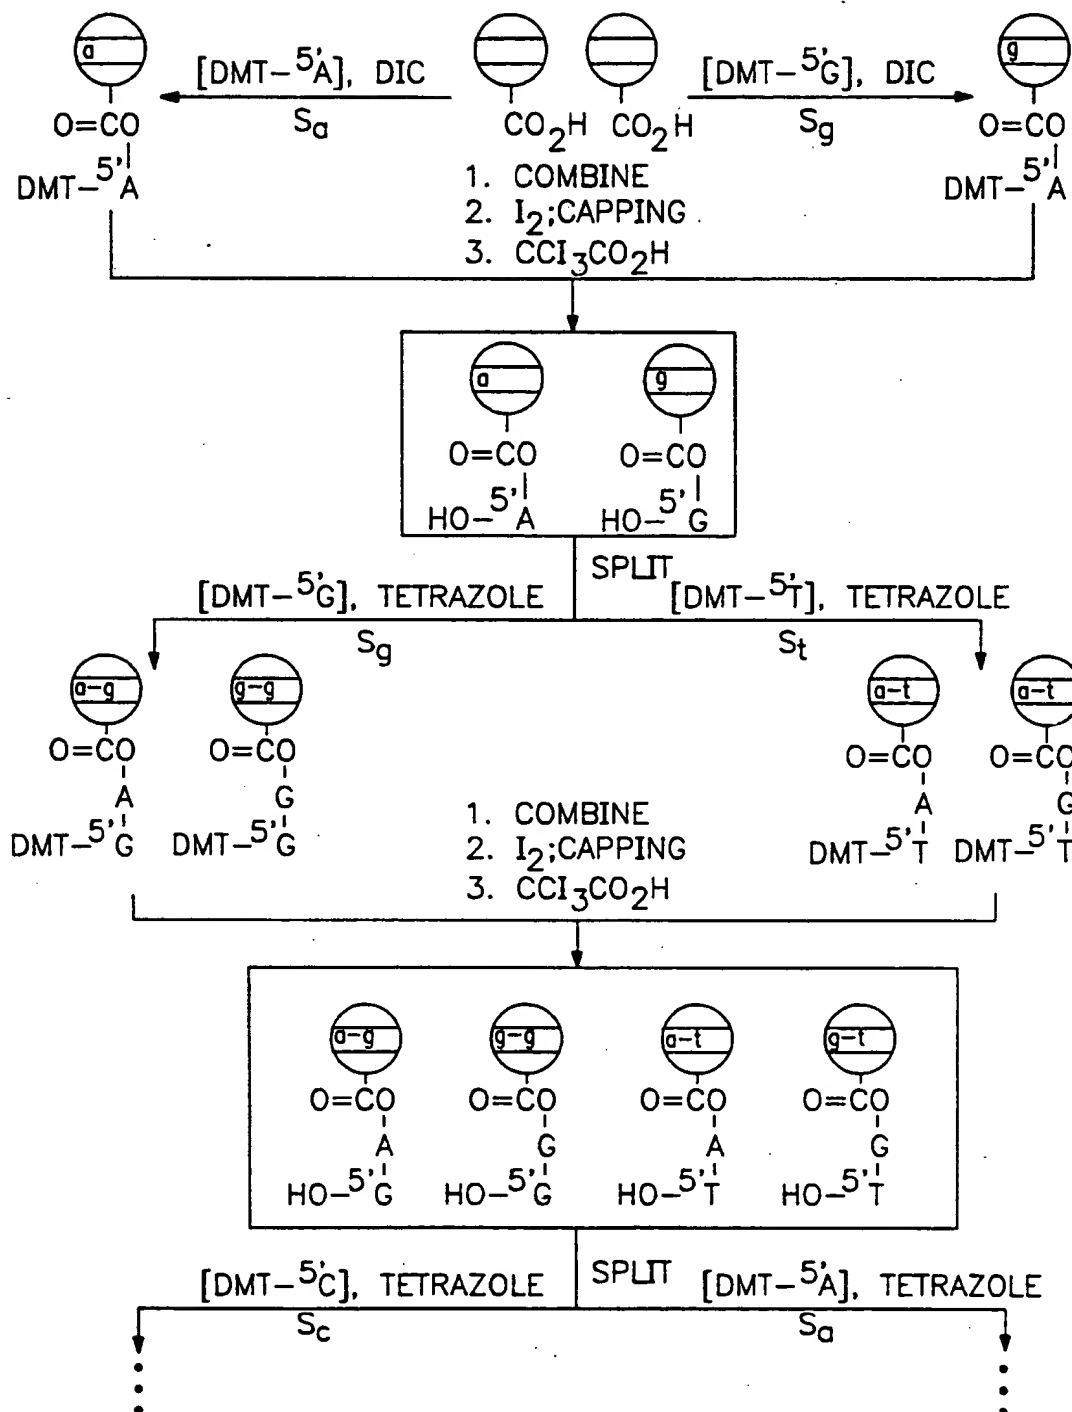 a
[DMT-5'A], DIC
Sa
[DMT-5'G], DIC
Sg
g
O=CO
CO2H
CO2H
O=CO
DMT-5'A
DMT-5'A
1. COMBINE
2. I2;CAPPING
3. CCI3CO2H
a
g
O=CO
O=CO
HO-5'A
HO-5'G
SPLIT
[DMT-5'G], TETRAZOLE
[DMT-5'T], TETRAZOLE
Sg
St
a-g
g-g
a-t
a-t
O=CO
O=CO
O=CO
O=CO
A
G
A
G
DMT-5'G
DMT-5'G
DMT-5'T
DMT-5'T
1. COMBINE
2. I2;CAPPING
3. CCI3CO2H
a-g
g-g
a-t
g-t
O=CO
O=CO
O=CO
O=CO
A
G
A
G
HO-5'G
HO-5'G
HO-5'T
HO-5'T
SPLIT
[DMT-5'C], TETRAZOLE
[DMT-5'A], TETRAZOLE
Sc
Sa